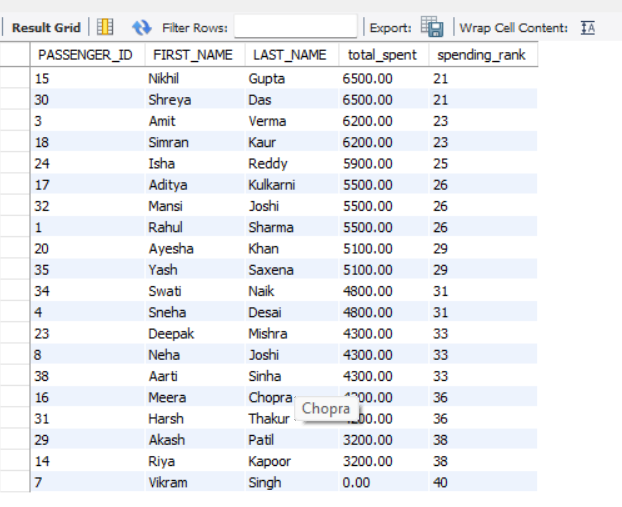 Result Grid Filter Rows: Export: Wrap Cell Content: IA
PASSENGER_ID FIRST_NAME LAST_NAME total_spent spending_rank
15 Nikhil Gupta 6500.00 21
30 Shreya Das 6500.00 21
3 Amit Verma 6200.00 23
18 Simran Kaur 6200.00 23
24 Isha Reddy 5900.00 25
17 Aditya Kulkarni 5500.00 26
32 Mansi Joshi 5500.00 26
1 Rahul Sharma 5500.00 26
20 Ayesha Khan 5100.00 29
35 Yash Saxena 5100.00 29
34 Swati Naik 4800.00 31
4 Sneha Desai 4800.00 31
23 Deepak Mishra 4300.00 33
8 Neha Joshi 4300.00 33
38 Aarti Sinha 4300.00 33
16 Meera Chopra 36
Chopra
31 Harsh Thakur 36
29 Akash Patil 3200.00 38
14 Riya Kapoor 3200.00 38
7 Vikram Singh 0.00 40